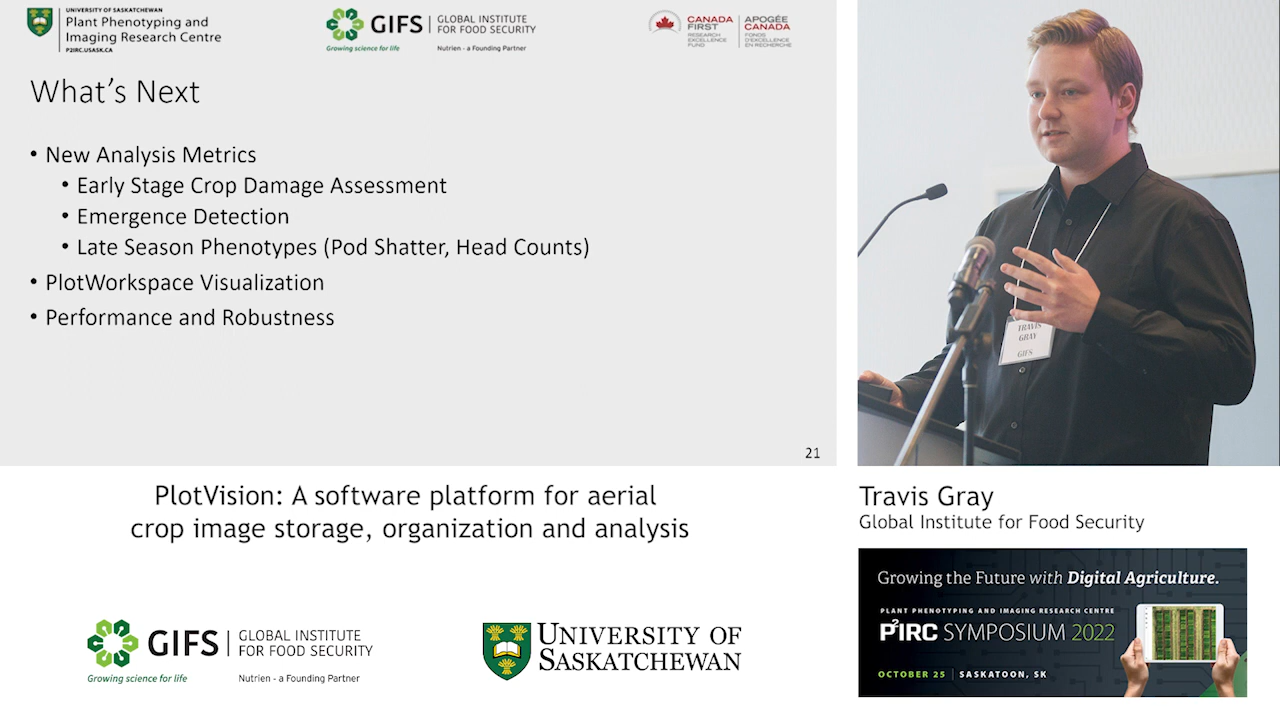 UNIVERSITY OF SASKATCHEWAN
Plant Phenotyping and
Imaging Research Centre
P2IRC.USASK.CA
GIFS
GLOBAL INSTITUTE
FOR FOOD SECURITY
Growing science for life
Nutrien - a Founding Partner
CANADA
FIRST
RESEARCH
EXCELLENCE
FUND
APOGÉE
CANADA
FONDS
D'EXCELLENCE
EN RECHERCHE
What's Next
• New Analysis Metrics
• Early Stage Crop Damage Assessment
• Emergence Detection
• Late Season Phenotypes (Pod Shatter, Head Counts)
• PlotWorkspace Visualization
• Performance and Robustness
21
TRAVIS
GRAY
GIFS
PlotVision: A software platform for aerial
crop image storage, organization and analysis
Travis Gray
Global Institute for Food Security
GIFS
GLOBAL INSTITUTE
FOR FOOD SECURITY
Growing science for life
Nutrien - a Founding Partner
UNIVERSITY OF
SASKATCHEWAN
Growing the Future with Digital Agriculture.
PLANT PHENOTYPING AND IMAGING RESEARCH CENTRE
P²IRC SYMPOSIUM 2022
OCTOBER 25 | SASKATOON, SK